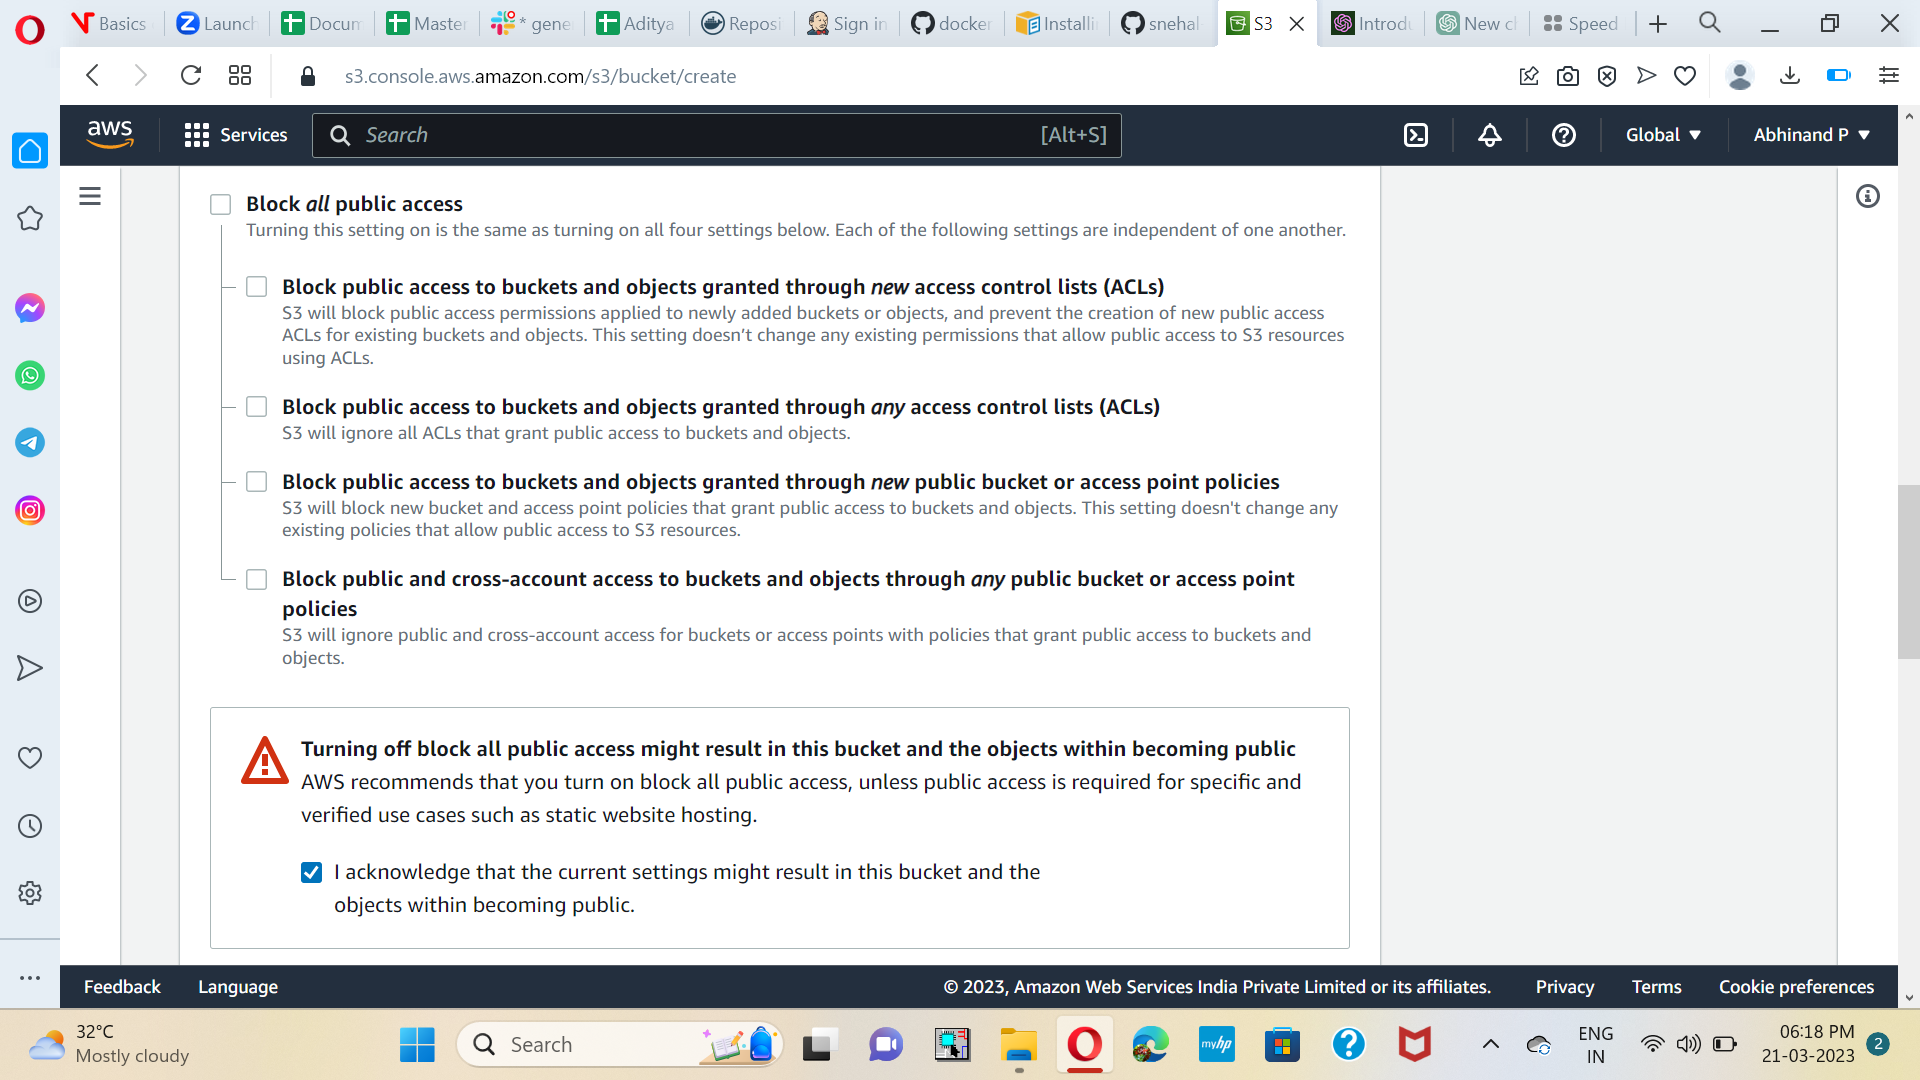 Basics
Launch
Docum
Master
* gene
Aditya
Reposi
Sign in
docker
Installi
snehal
S3
Introdu
New ch
Speed
s3.console.aws.amazon.com/s3/bucket/create
aws
Services
Search
[Alt+S]
Global
Abhinand P
Block all public access
Turning this setting on is the same as turning on all four settings below. Each of the following settings are independent of one another.
Block public access to buckets and objects granted through new access control lists (ACLs)
S3 will block public access permissions applied to newly added buckets or objects, and prevent the creation of new public access
ACLs for existing buckets and objects. This setting doesn’t change any existing permissions that allow public access to S3 resources
using ACLs.
Block public access to buckets and objects granted through any access control lists (ACLs)
S3 will ignore all ACLs that grant public access to buckets and objects.
Block public access to buckets and objects granted through new public bucket or access point policies
S3 will block new bucket and access point policies that grant public access to buckets and objects. This setting doesn't change any
existing policies that allow public access to S3 resources.
Block public and cross-account access to buckets and objects through any public bucket or access point
policies
S3 will ignore public and cross-account access for buckets or access points with policies that grant public access to buckets and
objects.
Turning off block all public access might result in this bucket and the objects within becoming public
AWS recommends that you turn on block all public access, unless public access is required for specific and
verified use cases such as static website hosting.
I acknowledge that the current settings might result in this bucket and the
objects within becoming public.
Feedback
Language
© 2023, Amazon Web Services India Private Limited or its affiliates.
Privacy
Terms
Cookie preferences
32°C
Mostly cloudy
Search
myhp
ENG
IN
06:18 PM
21-03-2023
2